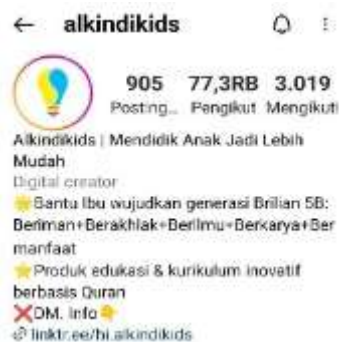 alkindikids
905 77,3RB 3.019
Posting... Pengikut Mengikuti
Alkindikids | Mendidik Anak Jadi Lebih
Mudah
Digital creator
🌟Bantu Ibu wujudkan generasi Brilian 5B:
Beriman+Berakhlak+Berilmu+Berkarya+Ber
manfaat
🌟Produk edukasi & kurikulum inovatif
berbasis Quran
❌DM. Info👇
linktr.ee/hi.alkindikids